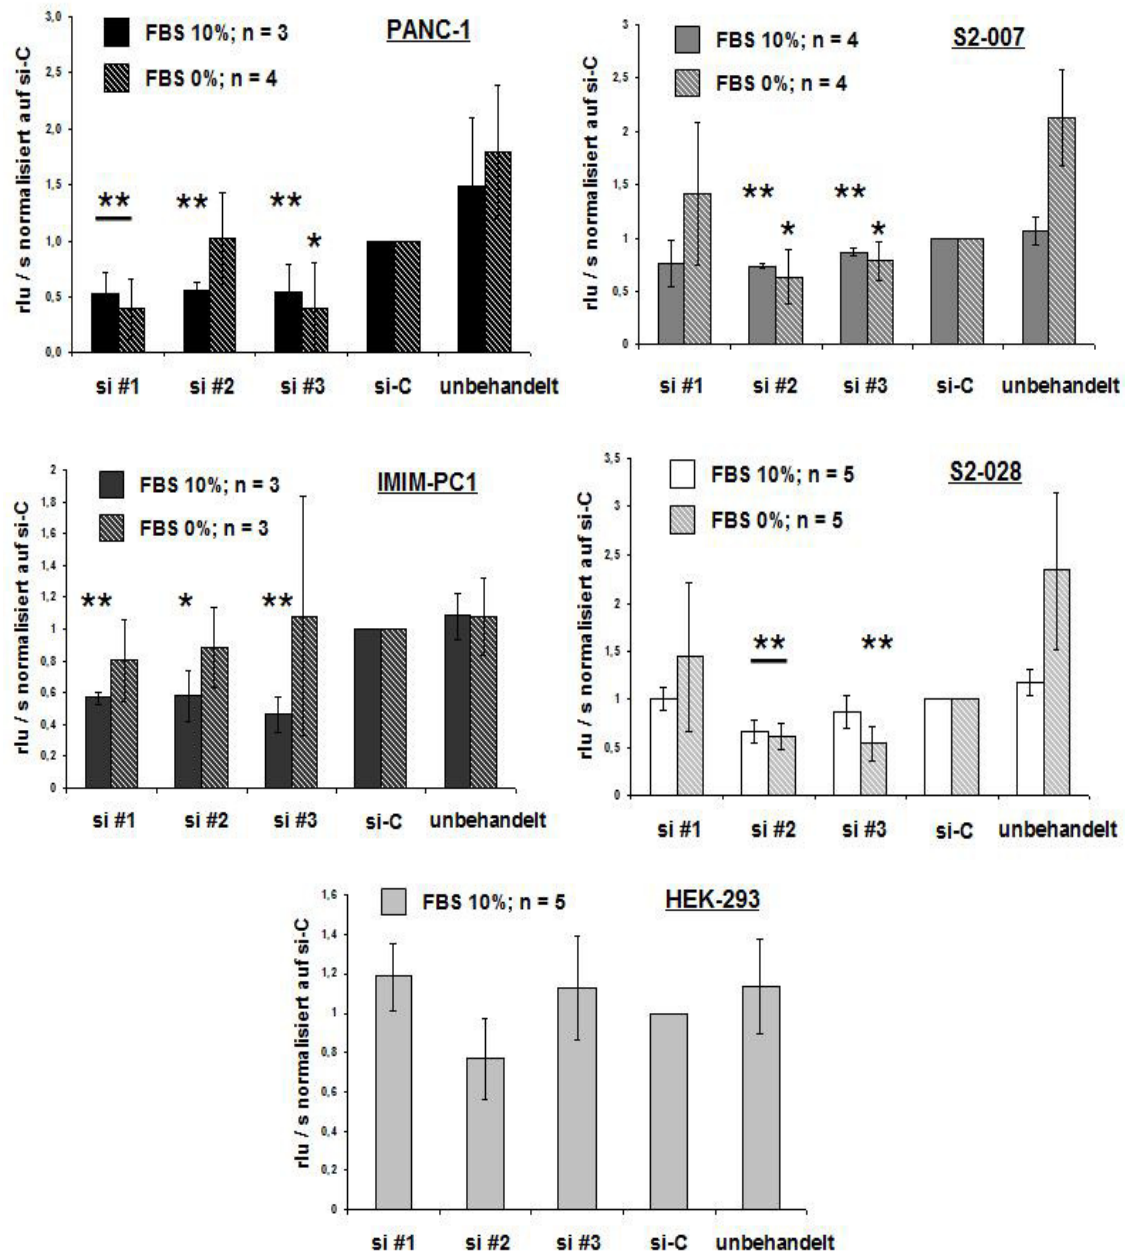 PANC-1
FBS 10%; n = 3
FBS 0%; n = 4
rlu / s normalisiert auf si-C
3,0
2,5
2,0
1,5
1,0
0,5
0,0
** ** ** *
si #1 si #2 si #3 si-C unbehandelt
S2-007
FBS 10%; n = 4
FBS 0%; n = 4
rlu / s normalisiert auf si-C
3
2,5
2
1,5
1
0,5
0
** * ** *
si #1 si #2 si #3 si-C unbehandelt
IMIM-PC1
FBS 10%; n = 3
FBS 0%; n = 3
rlu / s normalisiert auf si-C
2
1,8
1,6
1,4
1,2
1
0,8
0,6
0,4
0,2
0
** * **
si #1 si #2 si #3 si-C unbehandelt
S2-028
FBS 10%; n = 5
FBS 0%; n = 5
rlu / s normalisiert auf si-C
3,5
3
2,5
2
1,5
1
0,5
0
** **
si #1 si #2 si #3 si-C unbehandelt
HEK-293
FBS 10%; n = 5
rlu / s normalisiert auf si-C
1,6
1,4
1,2
1
0,8
0,6
0,4
0,2
0
si #1 si #2 si #3 si-C unbehandelt